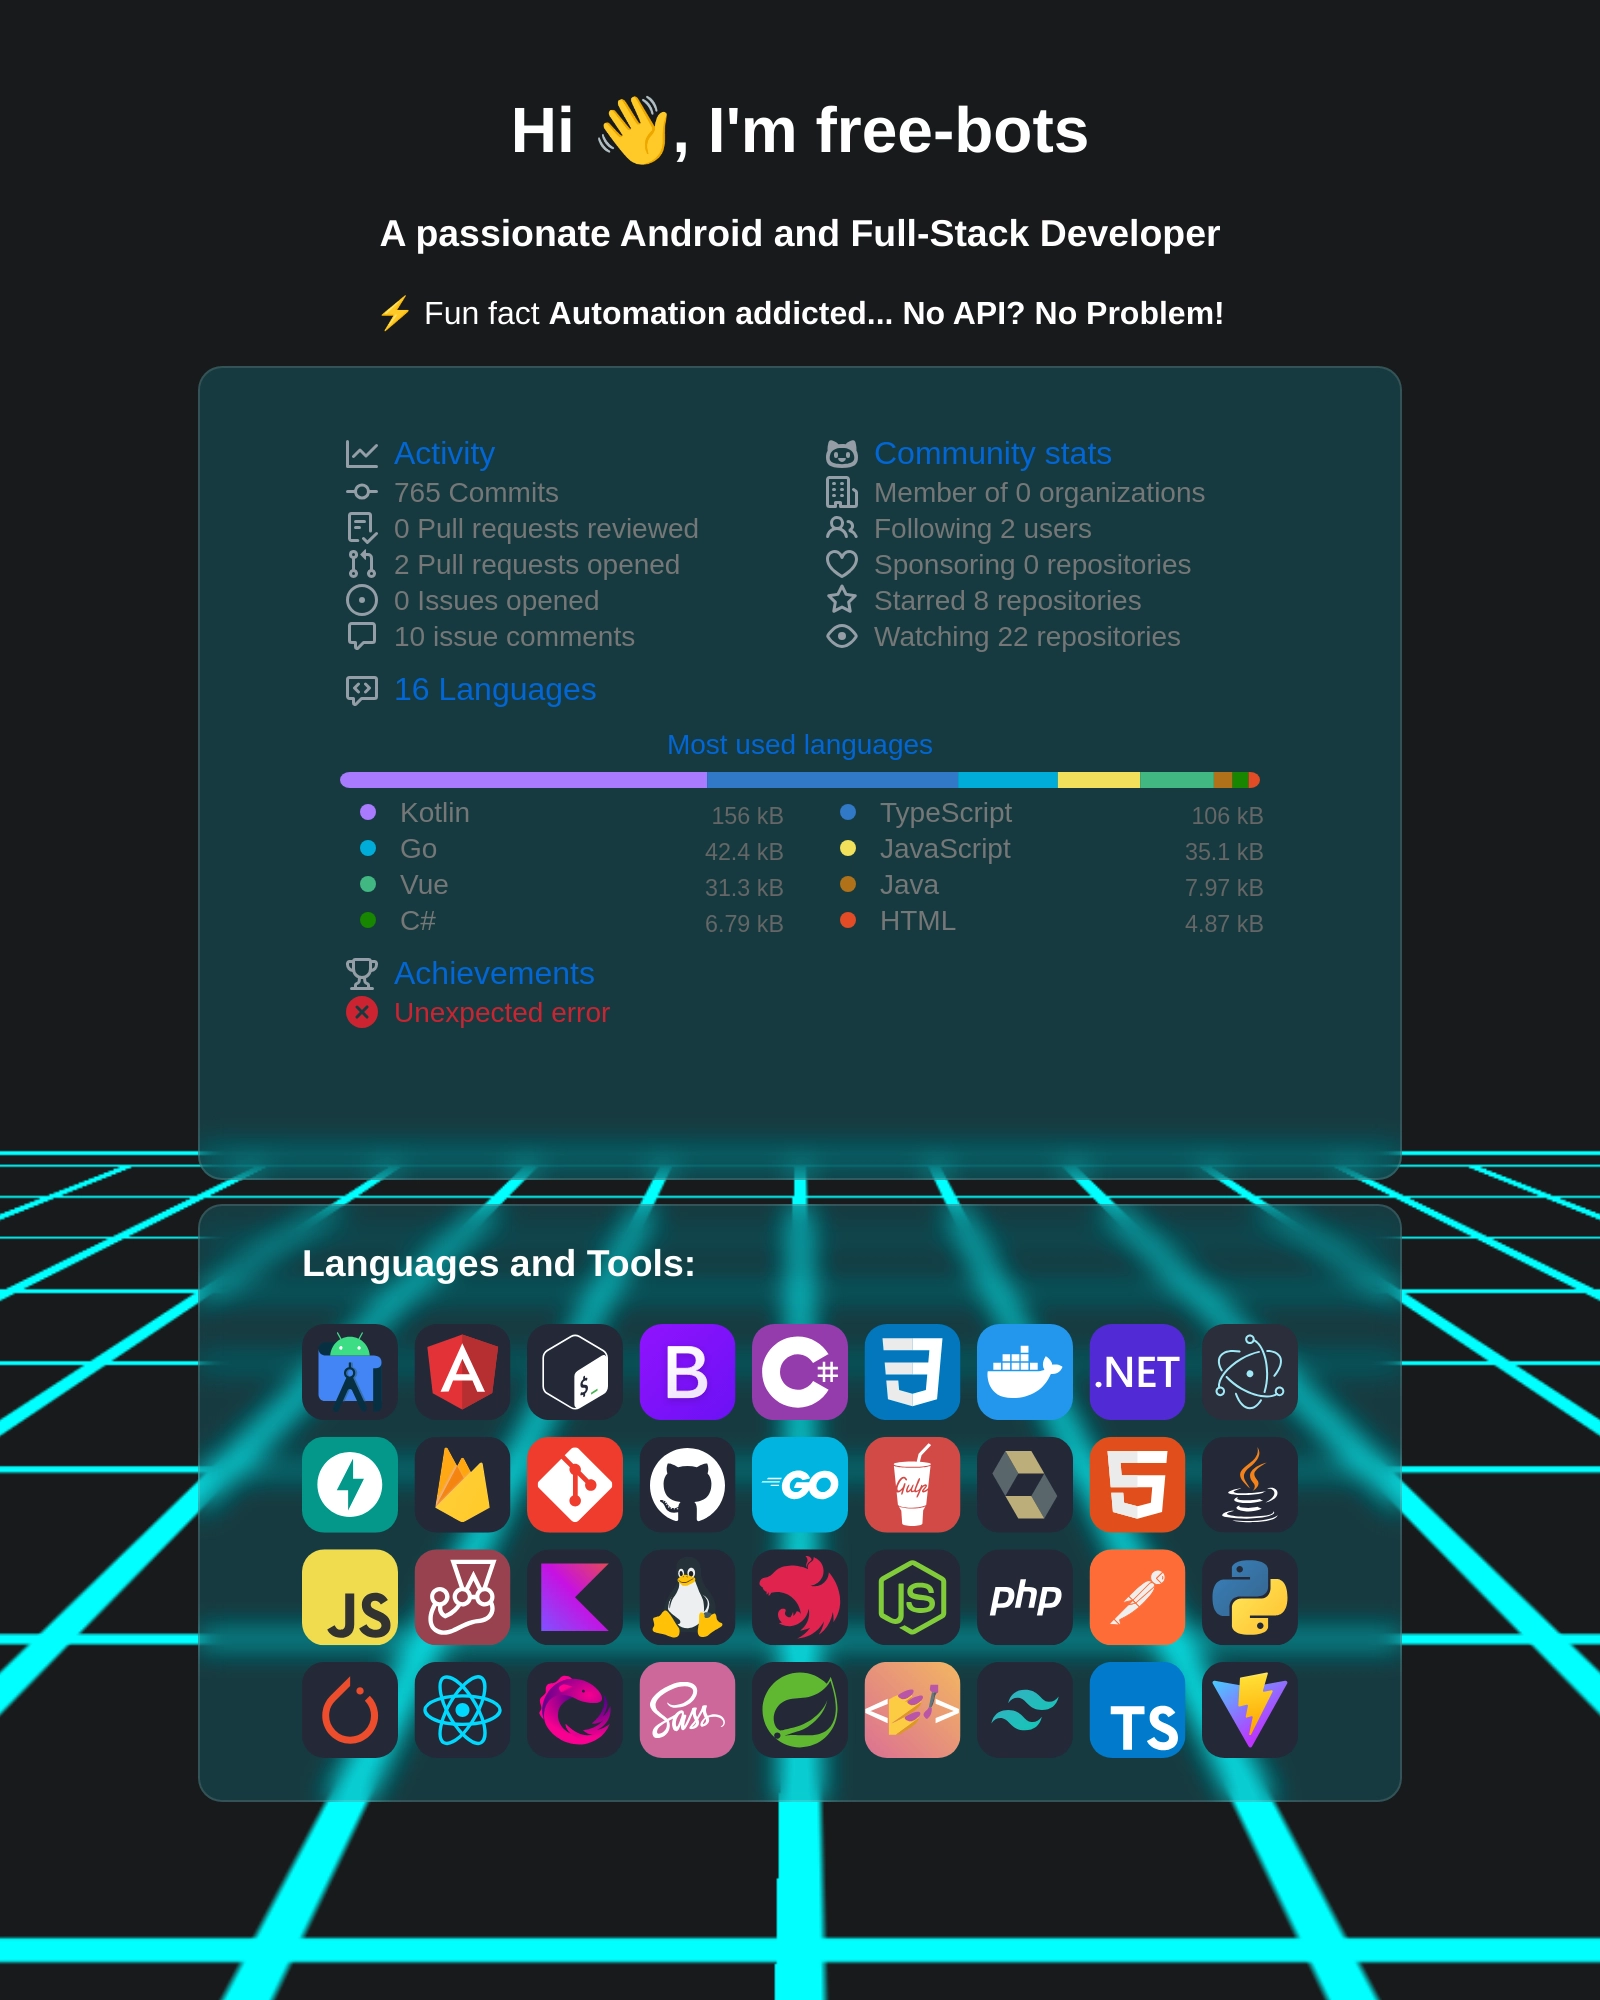 Hi 👋, I'm free-bots
A passionate Android and Full-Stack Developer
⚡ Fun fact Automation addicted... No API? No Problem!
Activity
765 Commits
0 Pull requests reviewed
2 Pull requests opened
0 Issues opened
10 issue comments
Community stats
Member of 0 organizations
Following 2 users
Sponsoring 0 repositories
Starred 8 repositories
Watching 22 repositories
16 Languages
Most used languages
Kotlin 156 kB
TypeScript 106 kB
Go 42.4 kB
JavaScript 35.1 kB
Vue 31.3 kB
Java 7.97 kB
C# 6.79 kB
HTML 4.87 kB
Achievements
Unexpected error
Languages and Tools:
A $ B C# 3 .NET
GO Gulp 5
JS JS php
Sass < > TS